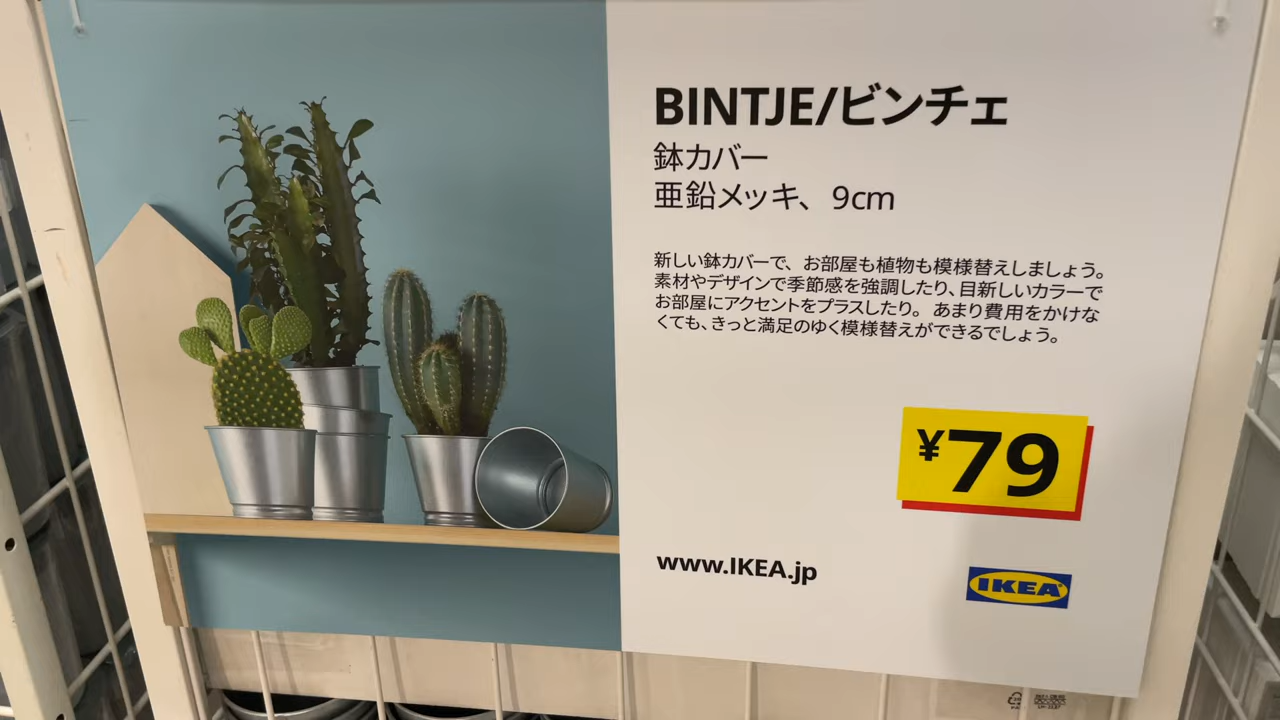 BINTJE/ビンチェ
鉢カバー
亜鉛メッキ、9cm
新しい鉢カバーで、お部屋も植物も模様替えしましょう。
素材やデザインで季節感を強調したり、目新しいカラーで
お部屋にアクセントをプラスしたり。あまり費用をかけな
くても、きっと満足のゆく模様替えができるでしょう。
¥79
www.IKEA.jp
IKEA